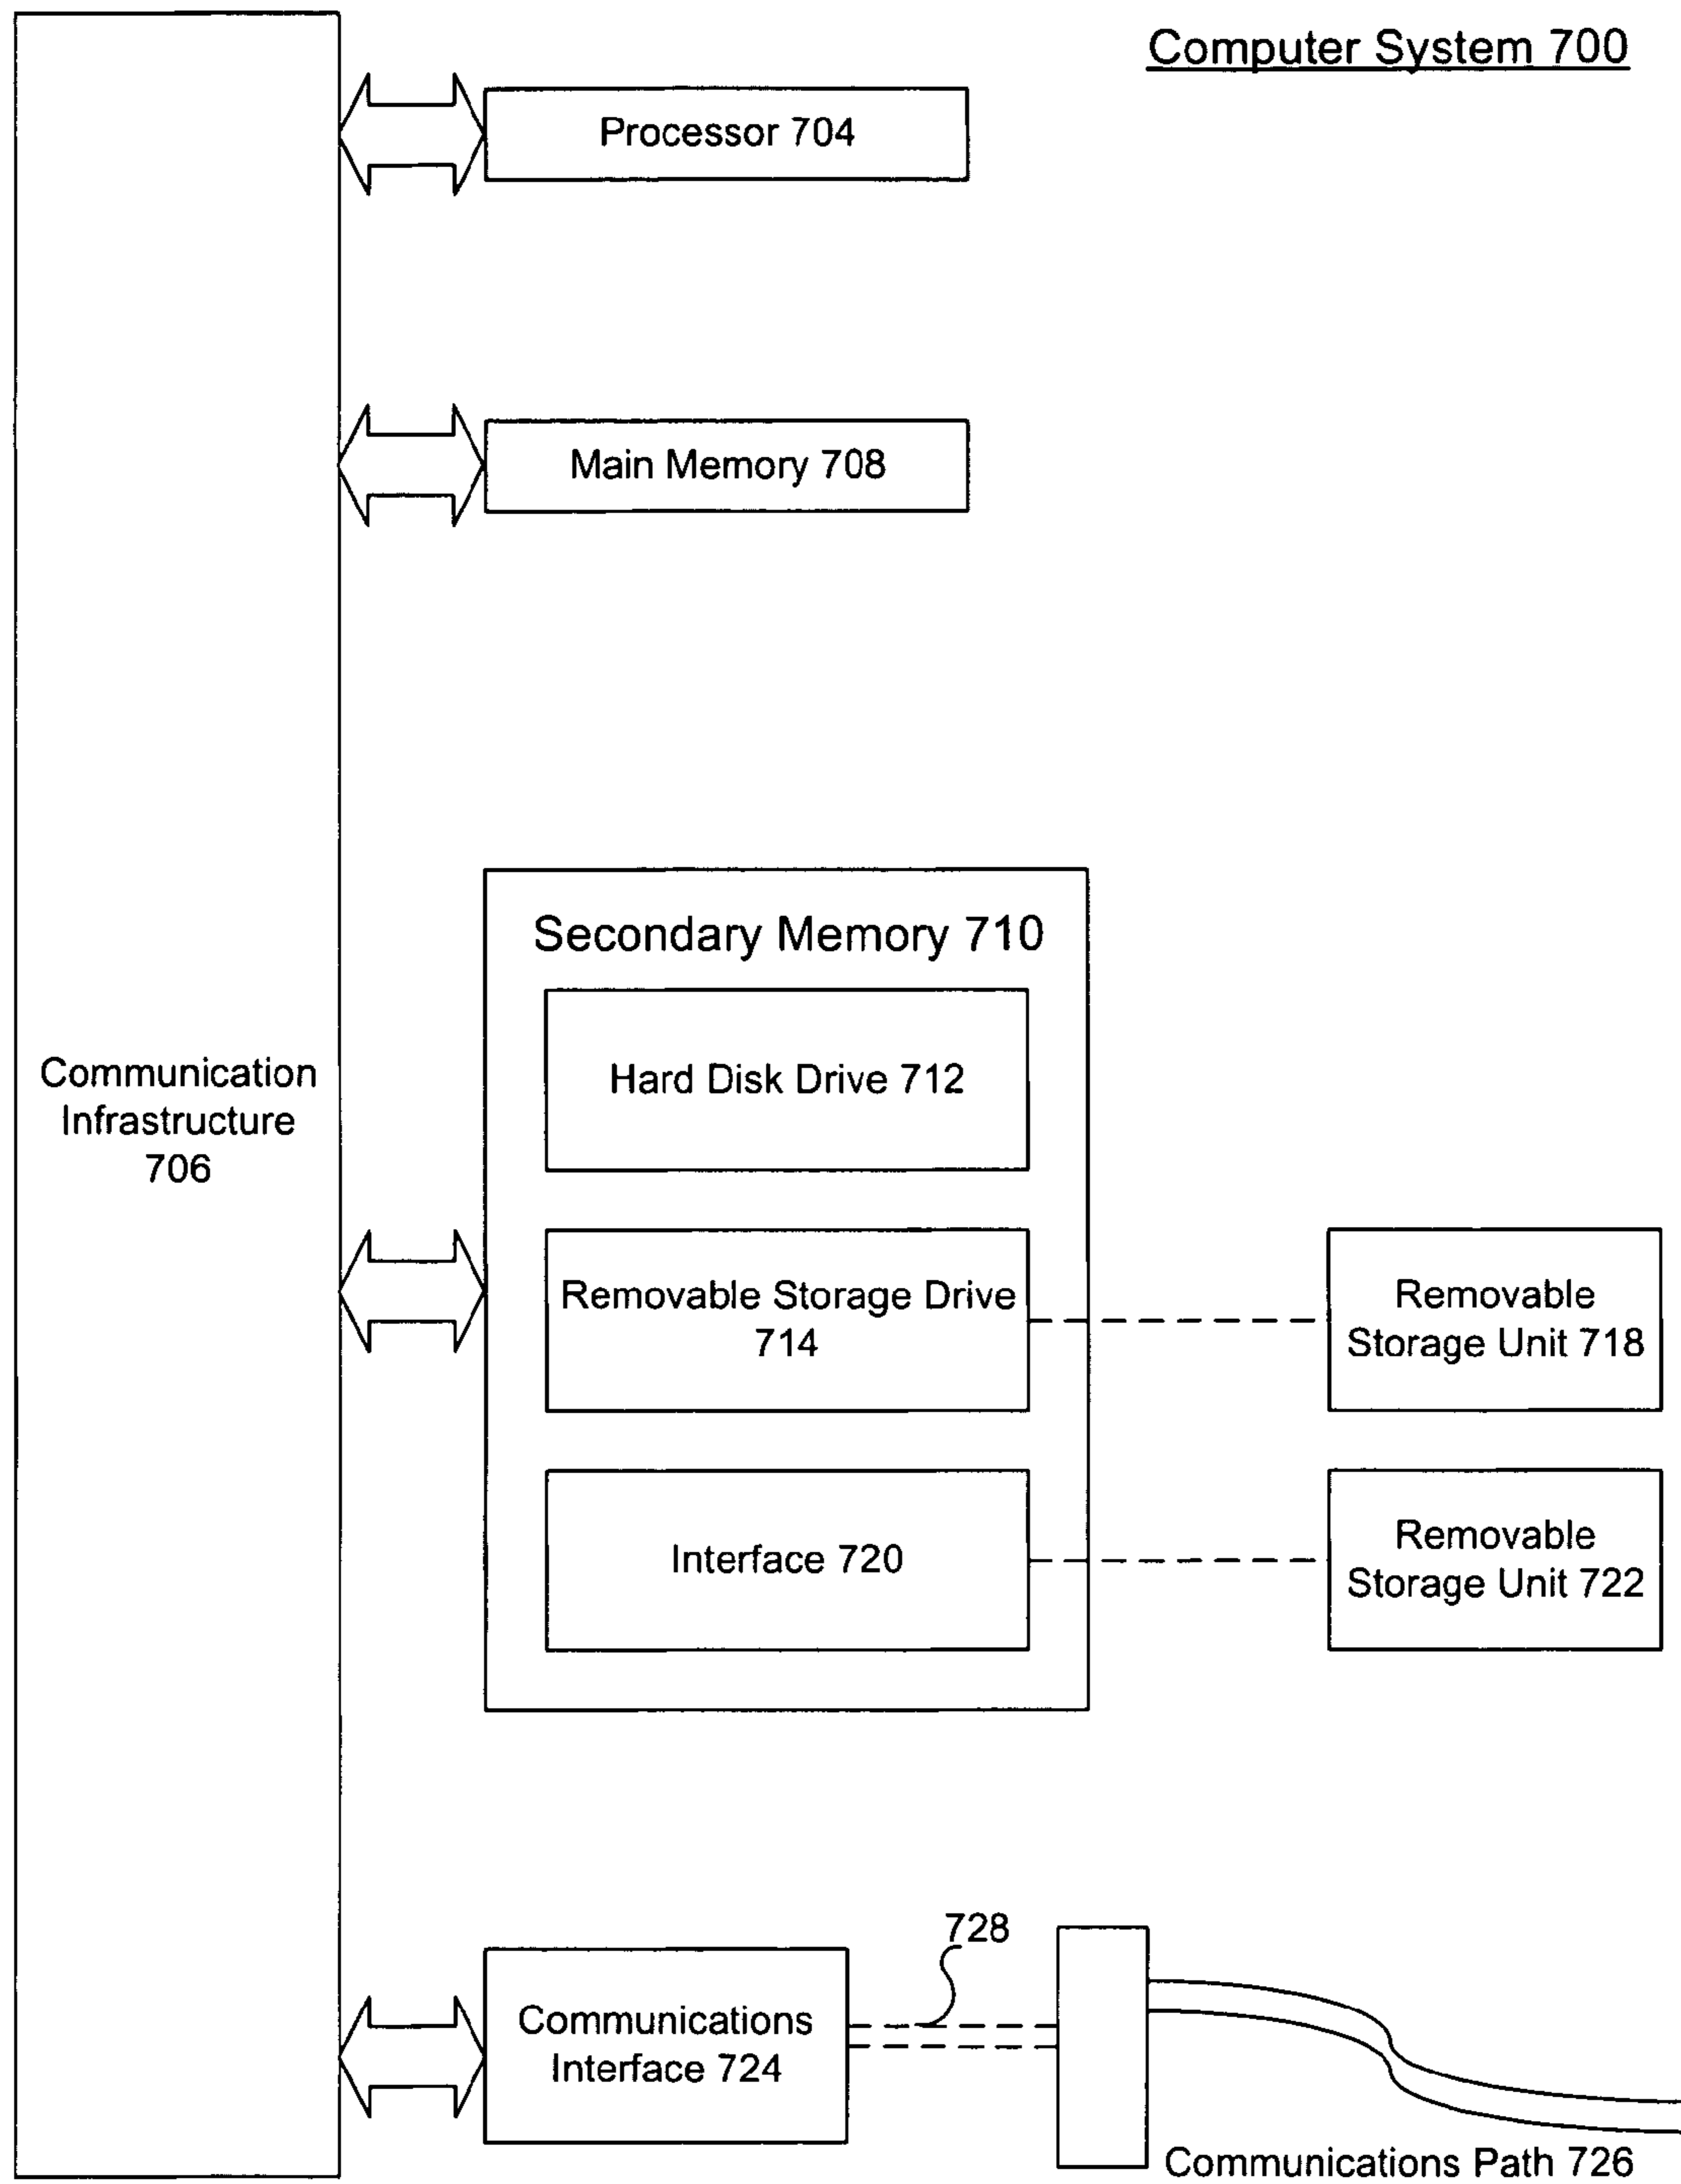 Computer System 700
Processor 704
Main Memory 708
Communication
Infrastructure
706
Secondary Memory 710
Hard Disk Drive 712
Removable Storage Drive
714
Removable
Storage Unit 718
Interface 720
Removable
Storage Unit 722
728
Communications
Interface 724
Communications Path 726